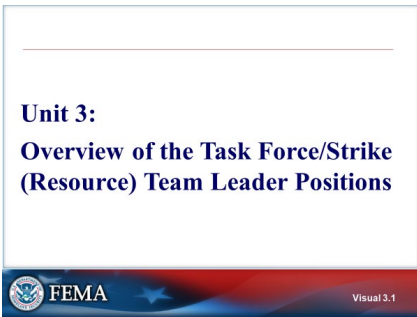 Unit 3:
Overview of the Task Force/Strike
(Resource) Team Leader Positions
FEMA
Visual 3.1